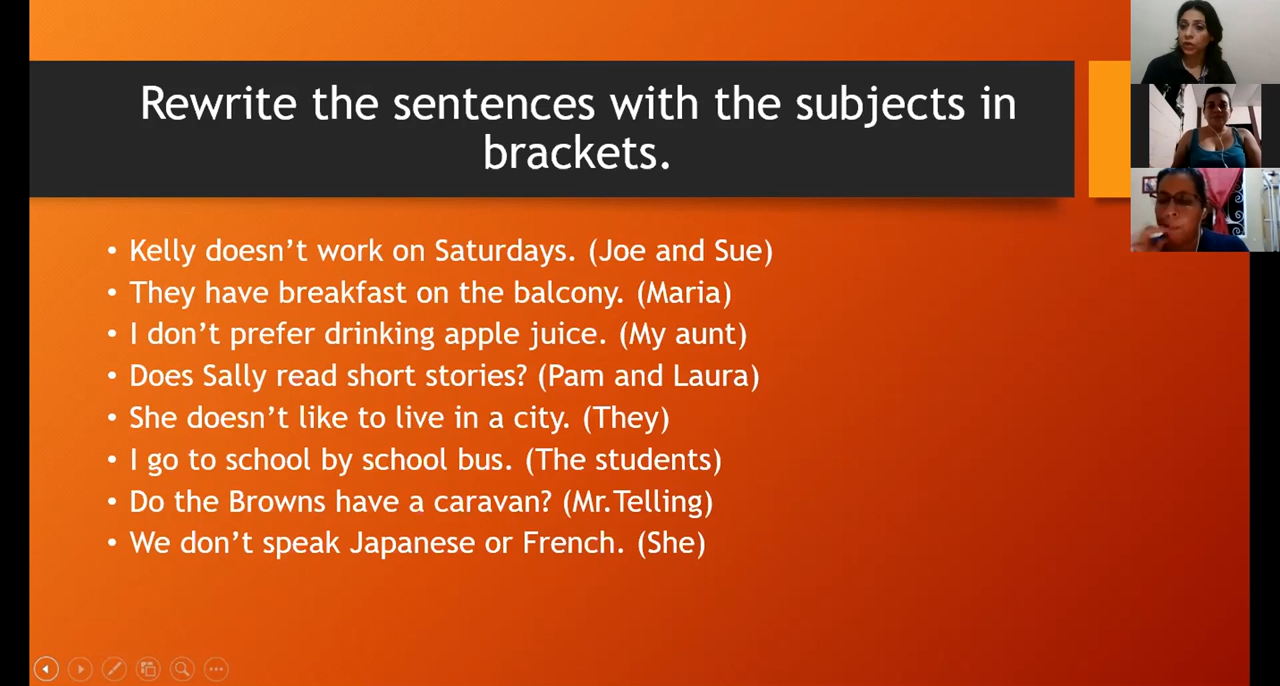 Rewrite the sentences with the subjects in
brackets.
• Kelly doesn’t work on Saturdays. (Joe and Sue)
• They have breakfast on the balcony. (Maria)
• I don’t prefer drinking apple juice. (My aunt)
• Does Sally read short stories? (Pam and Laura)
• She doesn’t like to live in a city. (They)
• I go to school by school bus. (The students)
• Do the Browns have a caravan? (Mr.Telling)
• We don’t speak Japanese or French. (She)